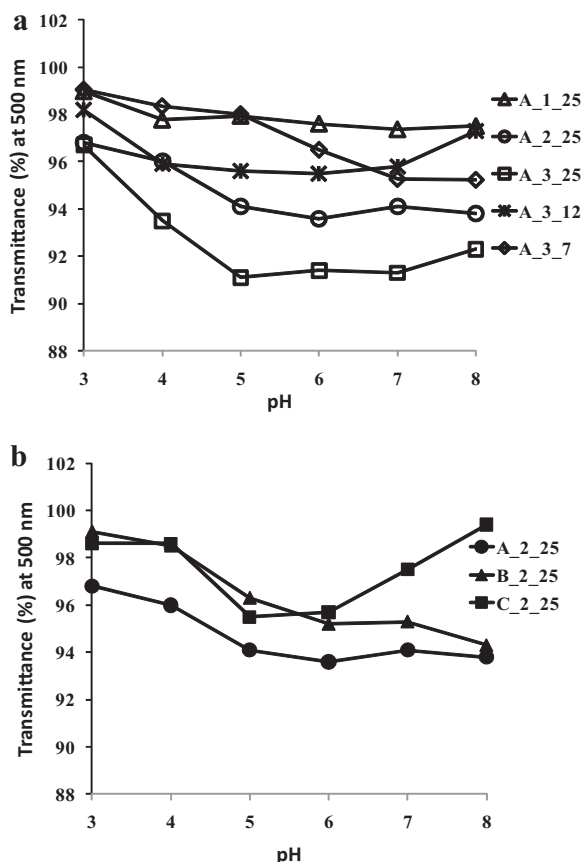 a
102
100
98
96
94
92
90
88
Transmittance (%) at 500 nm
3 4 5 6 7 8
pH
A_1_25
A_2_25
A_3_25
A_3_12
A_3_7
b
102
100
98
96
94
92
90
88
Transmittance (%) at 500 nm
3 4 5 6 7 8
pH
A_2_25
B_2_25
C_2_25